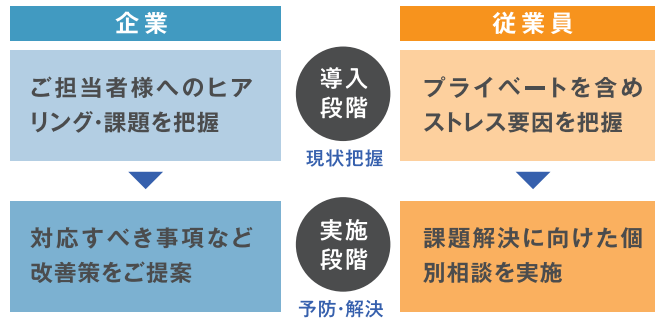 企業
従業員
ご担当者様へのヒア
リング・課題を把握
導入
段階
現状把握
プライベートを含め
ストレス要因を把握
対応すべき事項など
改善策をご提案
実施
段階
予防・解決
課題解決に向けた個
別相談を実施